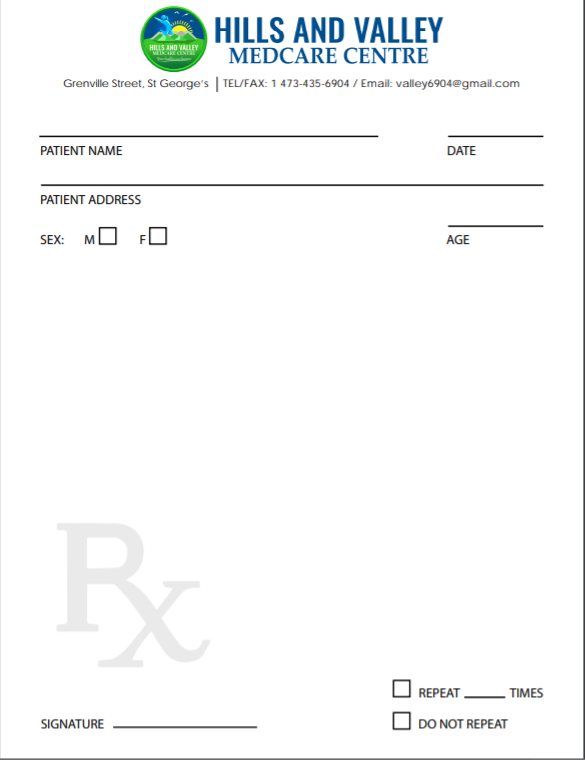 HILLS AND VALLEY
MEDCARE CENTRE
HILLS AND VALLEY
MEDCARE CENTRE
Grenville Street, St George's | TEL/FAX: 1 473-435-6904 / Email: valley6904@gmail.com
PATIENT NAME DATE
PATIENT ADDRESS
SEX: M F AGE
Rx
REPEAT ______ TIMES
SIGNATURE ______ DO NOT REPEAT